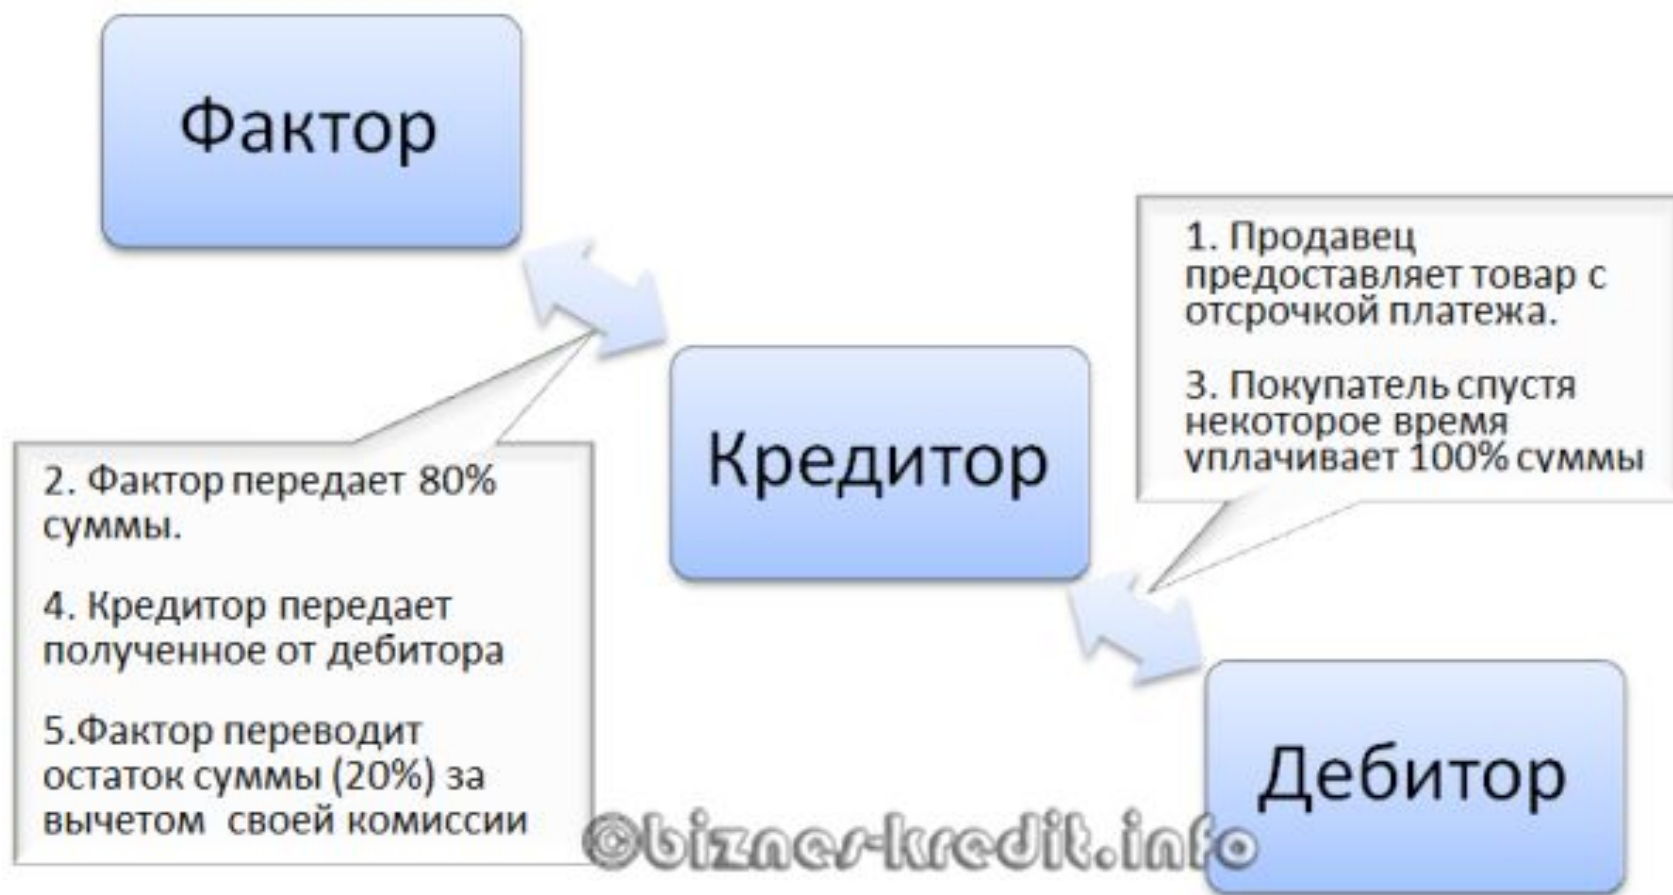 Фактор
1. Продавец
предоставляет товар с
отсрочкой платежа.
3. Покупатель спустя
некоторое время
уплачивает 100% суммы
Кредитор
2. Фактор передает 80%
суммы.
4. Кредитор передает
полученное от дебитора
5.Фактор переводит
остаток суммы (20%) за
вычетом своей комиссии
Дебитор
©biznes-kredit.info